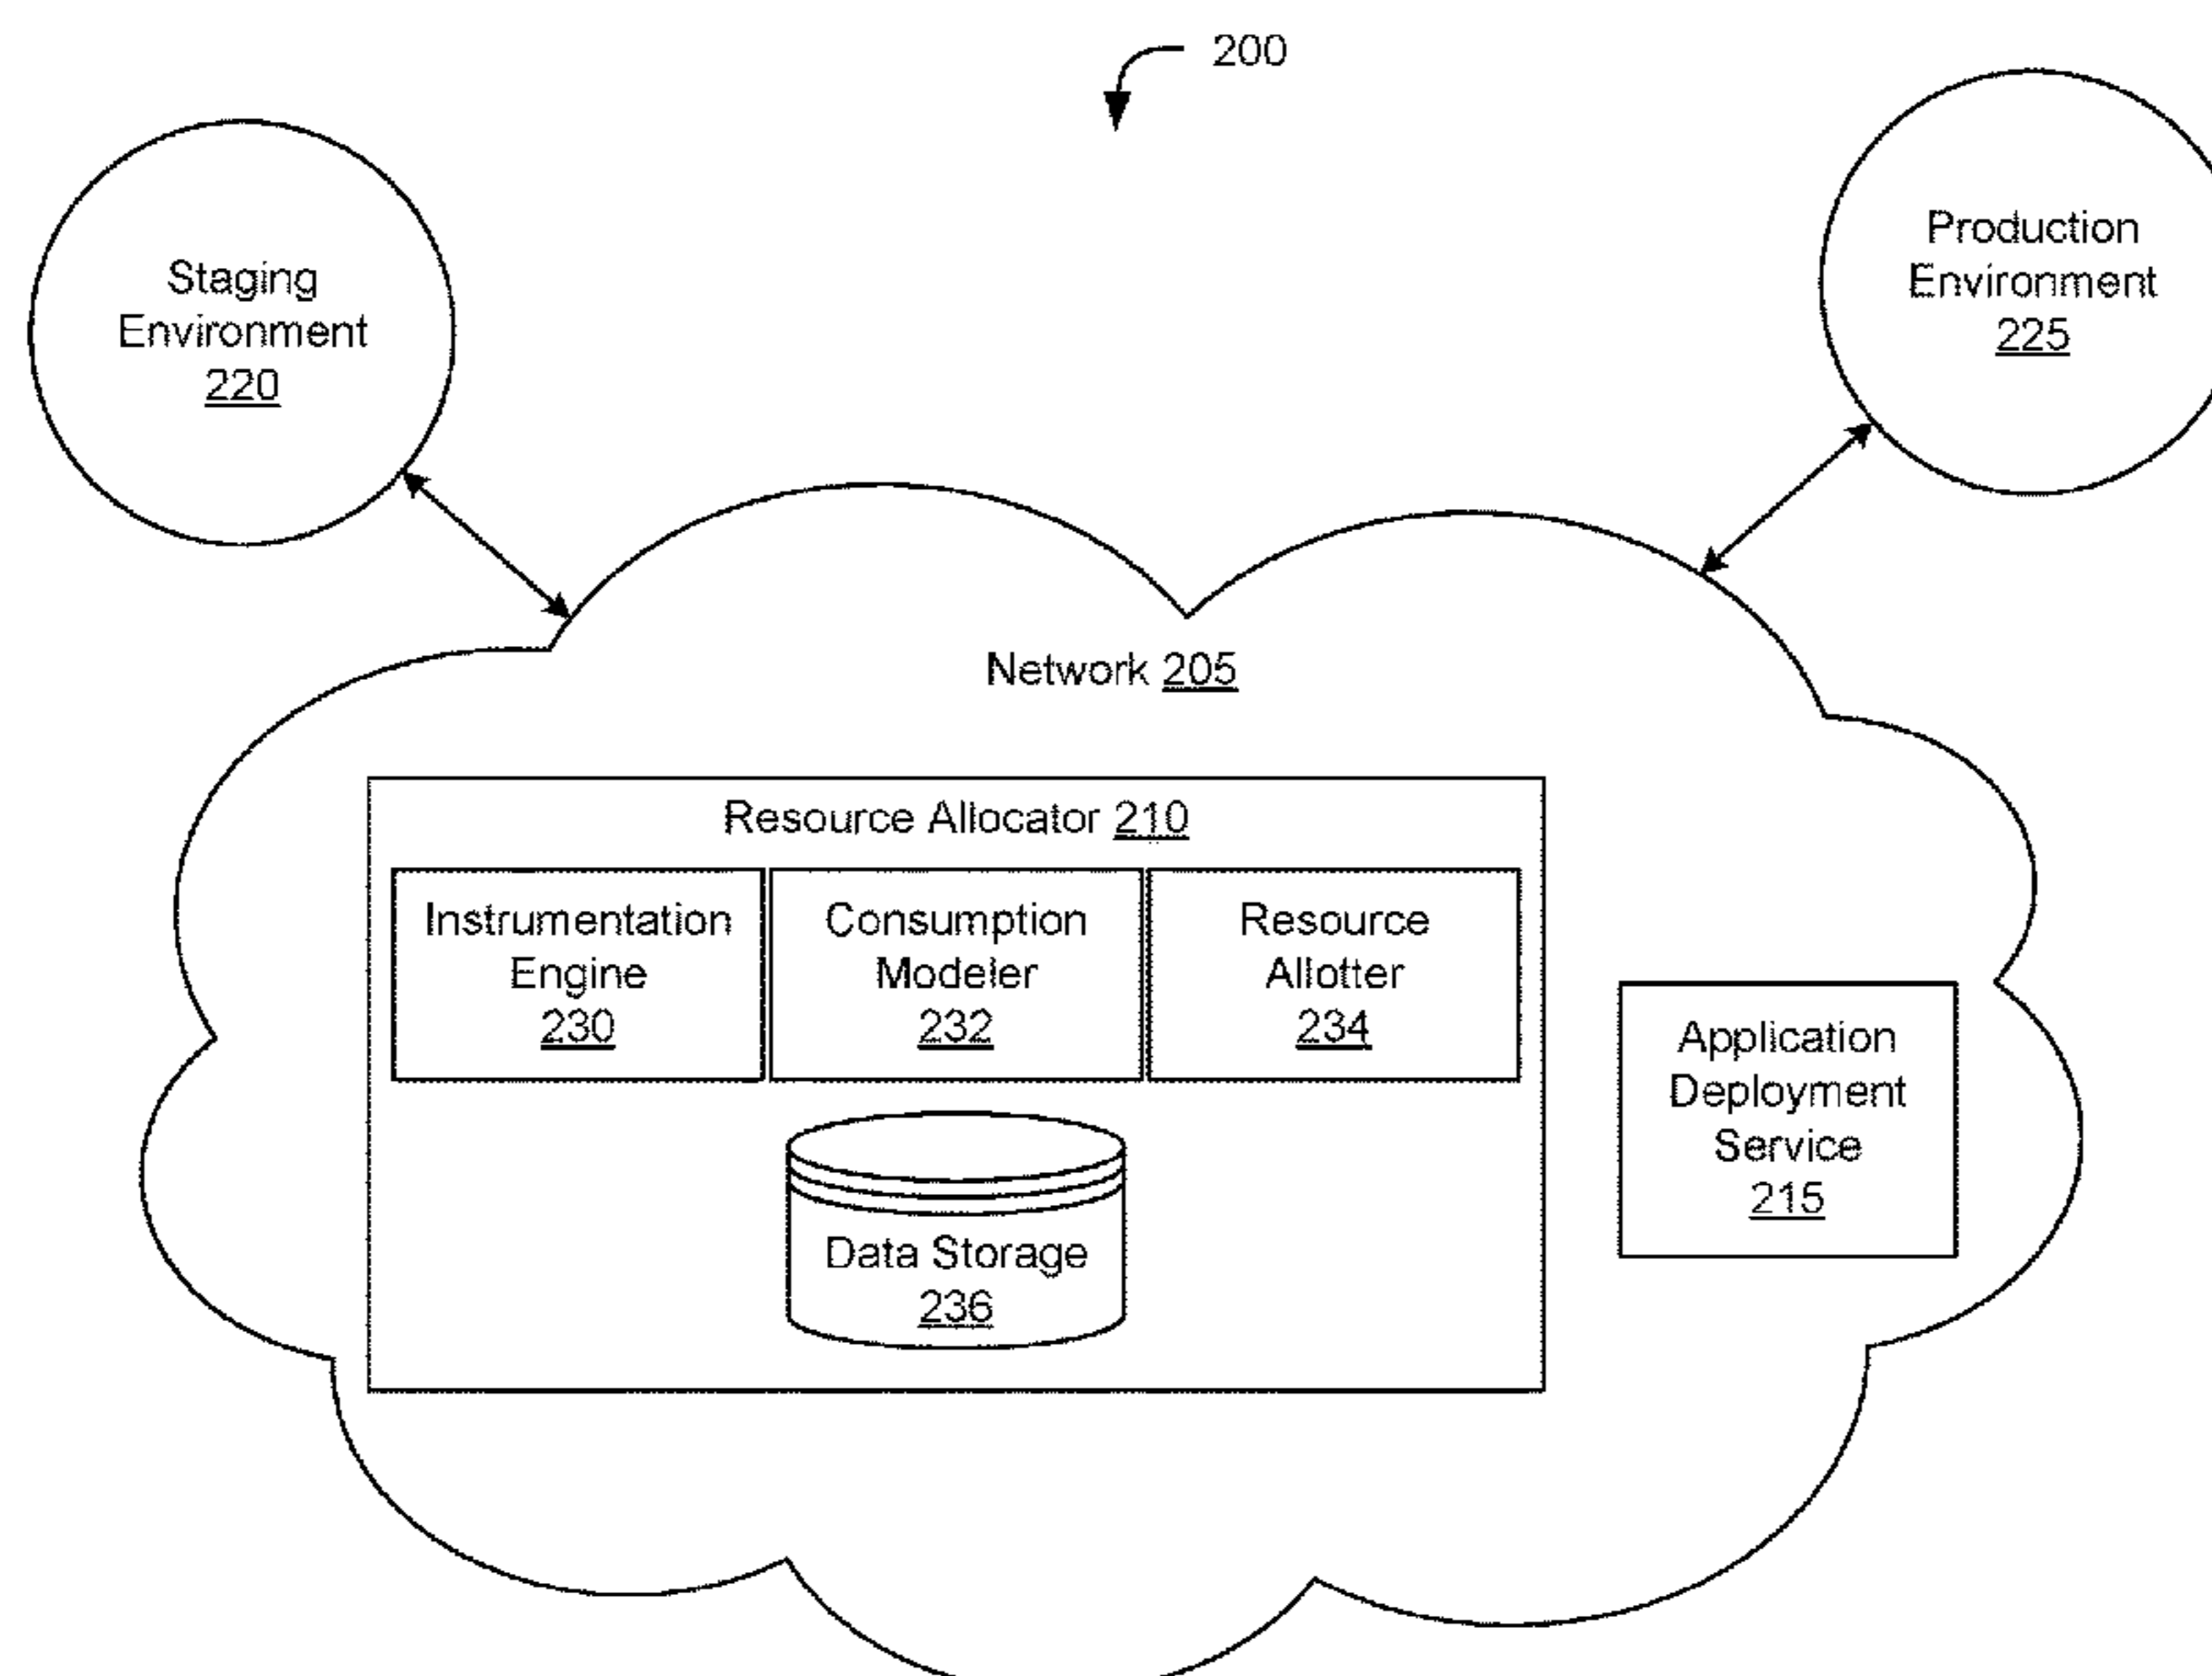 200
Staging
Environment
220
Production
Environment
225
Network 205
Resource Allocator 210
Instrumentation
Engine
230
Consumption
Modeler
232
Resource
Allotter
234
Application
Deployment
Service
215
Data Storage
236